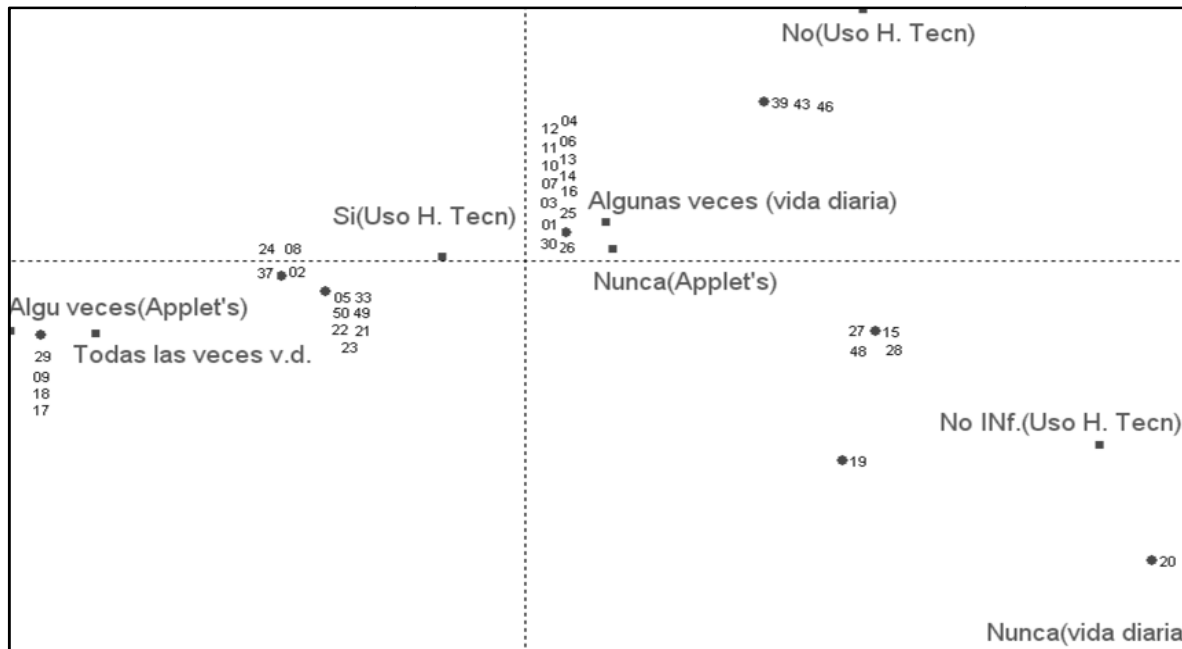 No(Uso H. Tecn)
39 43 46
12 04
11 06
10 13
07 14
03 16
01 25
30 26
Algunas veces (vida diaria)
Si(Uso H. Tecn)
24 08
37 02
Nunca(Applet's)
05 33
50 49
22 21
23
Algu veces(Applet's)
Todas las veces v.d.
29
09
18
17
27 15
48 28
No INf.(Uso H. Tecn)
19
20
Nunca(vida diaria